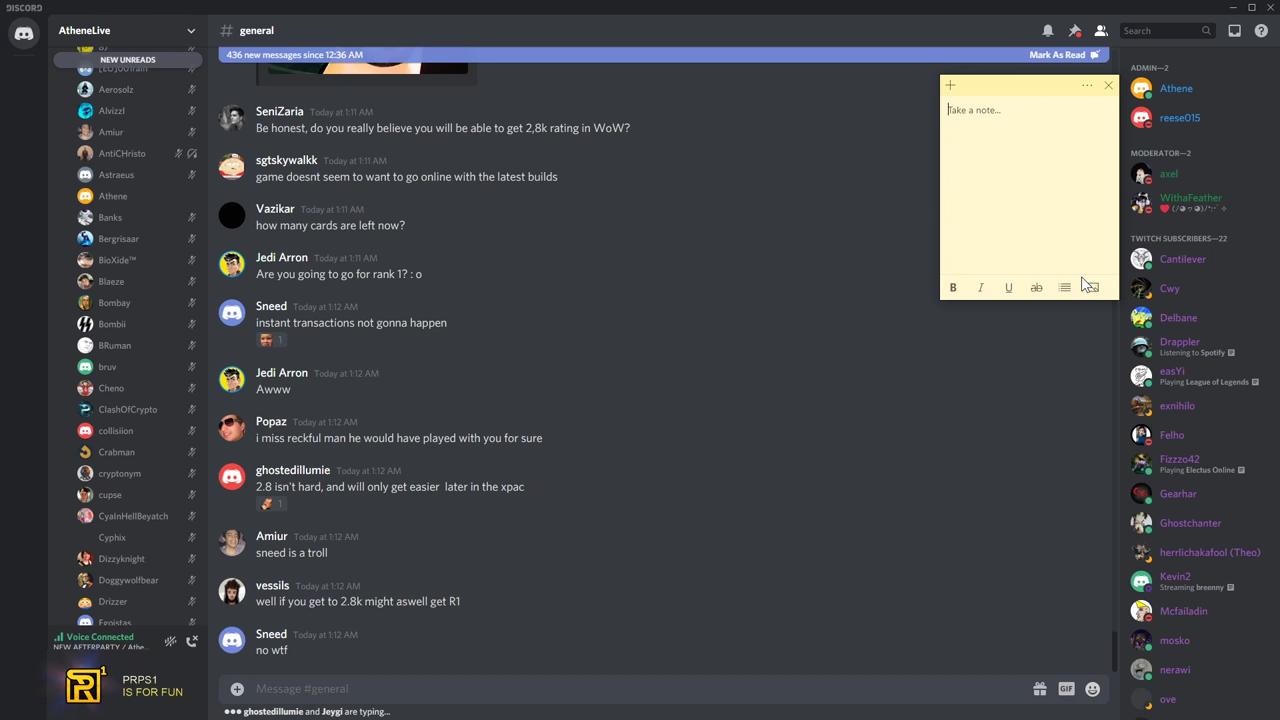 DISCORD
AtheneLive
NEW UNREADS
Aerosolz
Alvizzl
Amiur
AntiCHristo
Astraeus
Athene
Banks
Bergrisaar
BioXide™
Blaeze
Bombay
Bombii
BRuman
bruv
Cheno
ClashOfCrypto
collisiion
Crabman
cryptonym
cupse
CyaInHellBeyatch
Cyphix
Dizzyknight
Doggywolfbear
Drizzer
Egoistas
Voice Connected
NEW AFTERPARTY / Athe...
R1
PRPS1
IS FOR FUN
# general
Search
436 new messages since 12:36 AM
Mark As Read
SeniZaria Today at 1:11 AM
Be honest, do you really believe you will be able to get 2,8k rating in WoW?
sgtskywalkk Today at 1:11 AM
game doesnt seem to want to go online with the latest builds
Vazikar Today at 1:11 AM
how many cards are left now?
Jedi Arron Today at 1:11 AM
Are you going to go for rank 1? : o
Sneed Today at 1:12 AM
instant transactions not gonna happen
1
Jedi Arron Today at 1:12 AM
Awww
Popaz Today at 1:12 AM
i miss reckful man he would have played with you for sure
ghostedillumie Today at 1:12 AM
2.8 isn't hard, and will only get easier later in the xpac
1
Amiur Today at 1:12 AM
sneed is a troll
vessils Today at 1:12 AM
well if you get to 2.8k might aswell get R1
Sneed Today at 1:12 AM
no wtf
Message #general
GIF
ghostedillumie and Jeygi are typing...
Take a note...
B I U ab
ADMIN—2
Athene
reese015
MODERATOR—2
axel
WithaFeather
TWITCH SUBSCRIBERS—22
Cantilever
Cwy
Delbane
Drappler
Listening to Spotify
easYi
Playing League of Legends
exnihilo
Felho
Fizzzo42
Playing Electus Online
Gearhar
Ghostchanter
herrlichakafool (Theo)
Kevin2
Streaming breenny
Mcfailadin
mosko
nerawi
ove